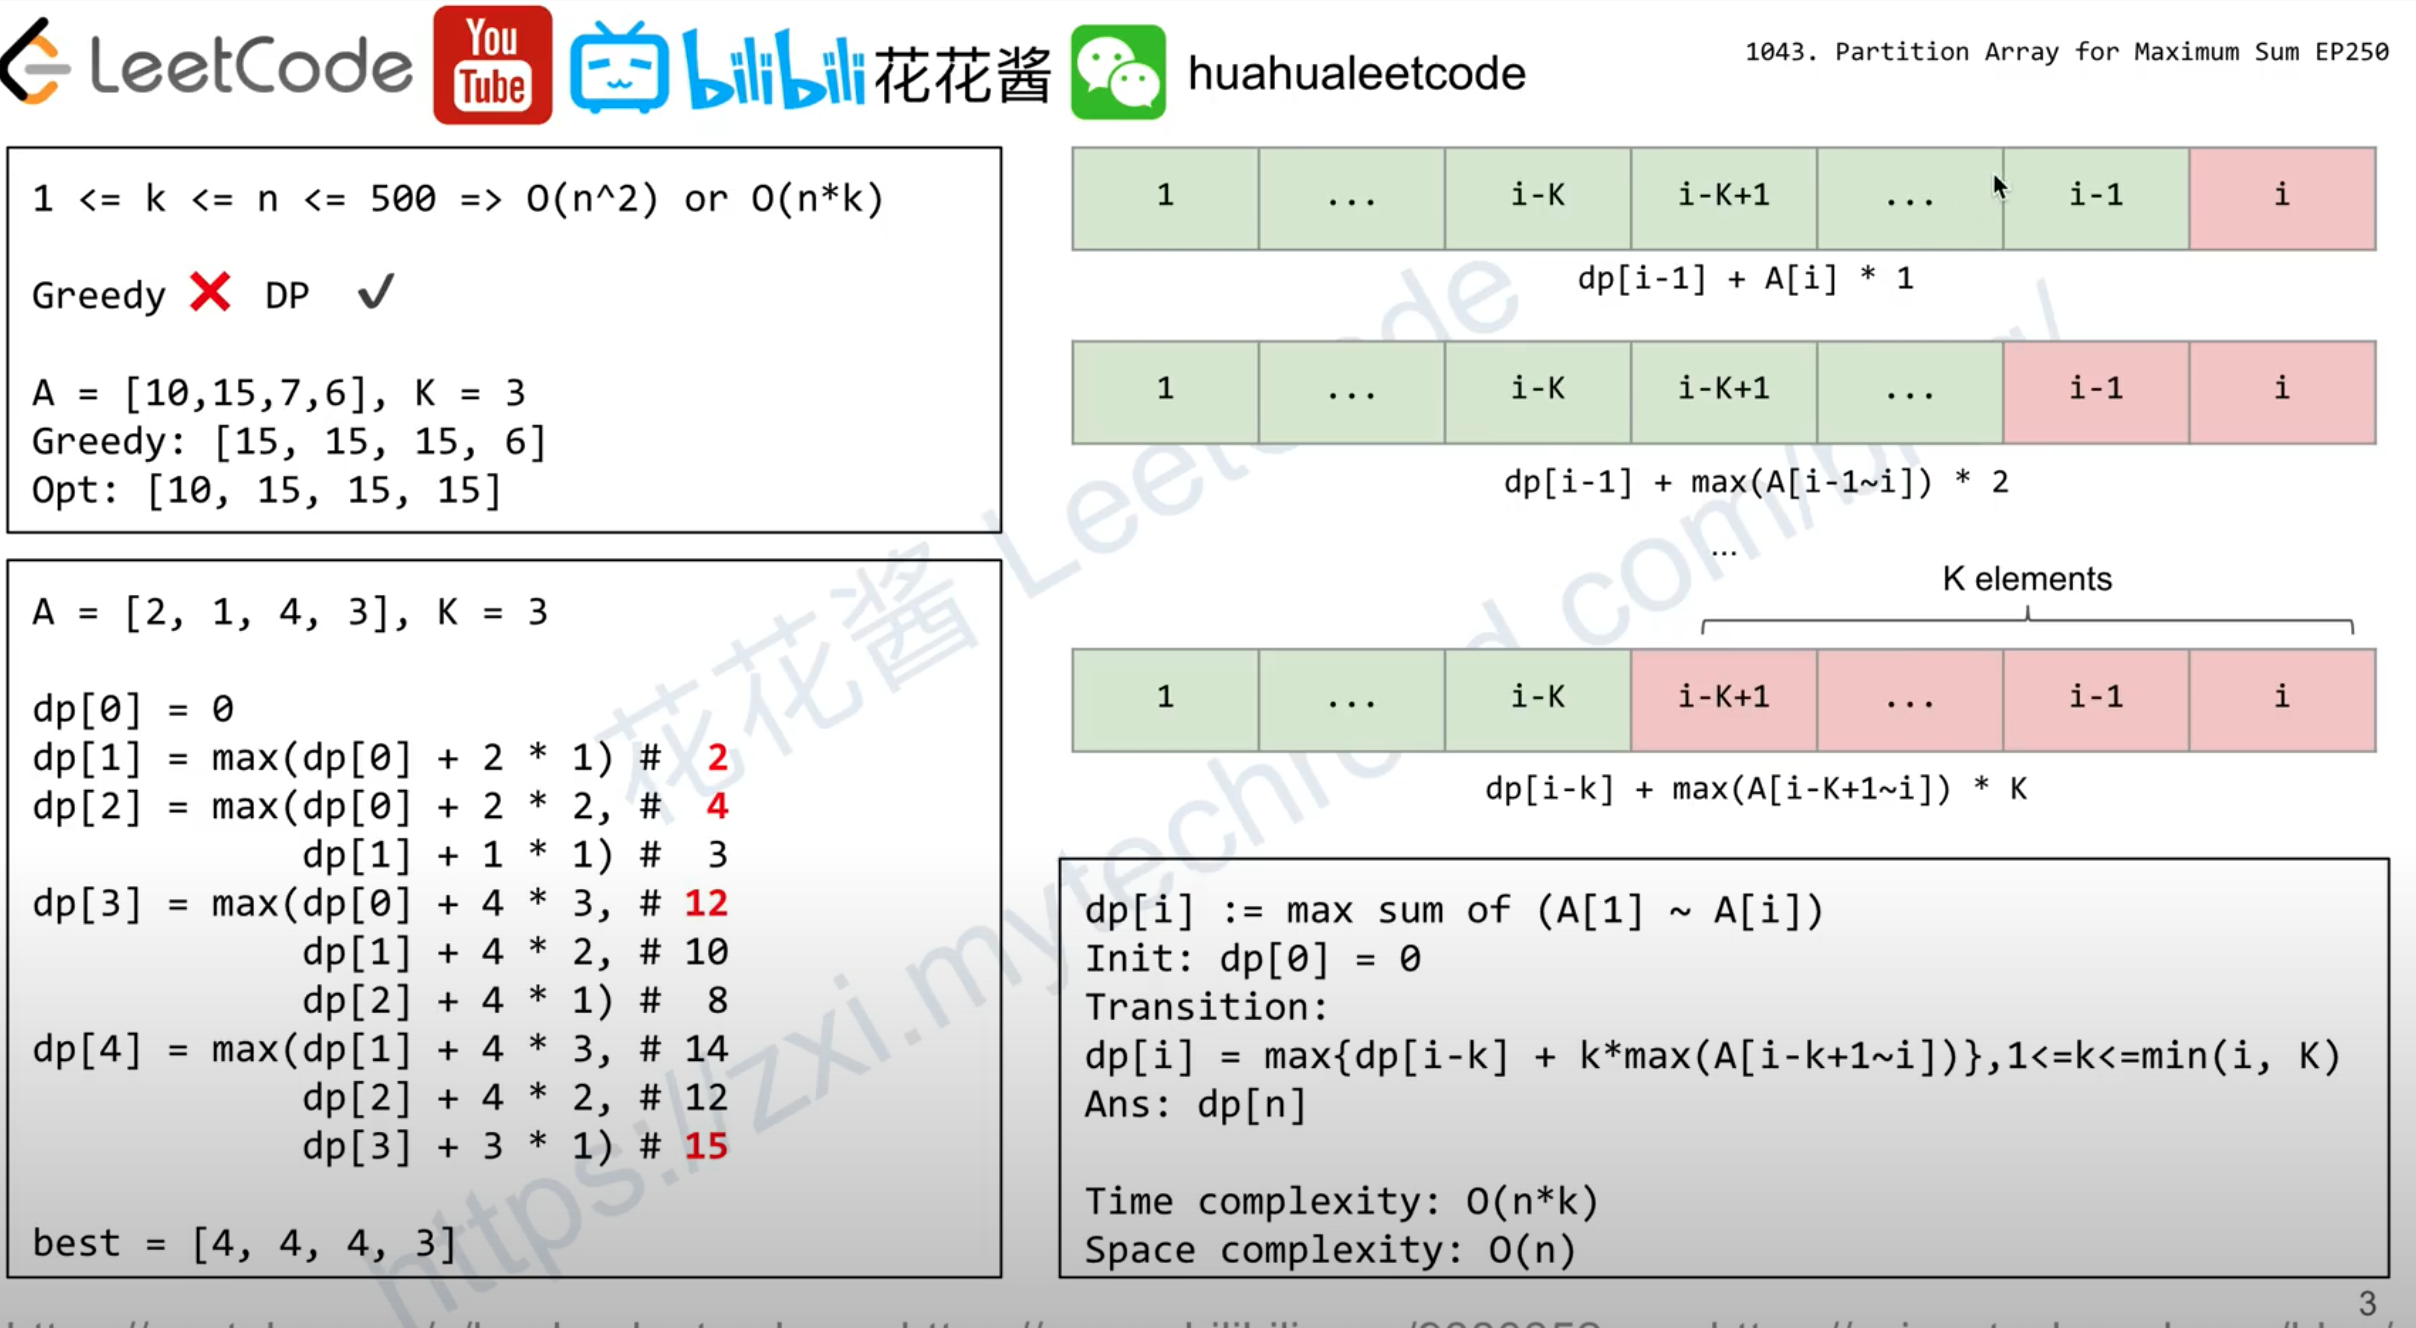 LeetCode
You
Tube
bilibili
花花酱
huahualeetcode
1043. Partition Array for Maximum Sum EP250
1 <= k <= n <= 500 => O(n^2) or O(n*k)
Greedy ❌ DP ✓
A = [10,15,7,6], K = 3
Greedy: [15, 15, 15, 6]
Opt: [10, 15, 15, 15]
A = [2, 1, 4, 3], K = 3
dp[0] = 0
dp[1] = max(dp[0] + 2 * 1) # 2
dp[2] = max(dp[0] + 2 * 2, # 4
dp[1] + 1 * 1) # 3
dp[3] = max(dp[0] + 4 * 3, # 12
dp[1] + 4 * 2, # 10
dp[2] + 4 * 1) # 8
dp[4] = max(dp[1] + 4 * 3, # 14
dp[2] + 4 * 2, # 12
dp[3] + 3 * 1) # 15
best = [4, 4, 4, 3]
1 ... i-K i-K+1 ... i-1 i
dp[i-1] + A[i] * 1
1 ... i-K i-K+1 ... i-1 i
dp[i-1] + max(A[i-1~i]) * 2
...
K elements
1 ... i-K i-K+1 ... i-1 i
dp[i-k] + max(A[i-K+1~i]) * K
dp[i] := max sum of (A[1] ~ A[i])
Init: dp[0] = 0
Transition:
dp[i] = max{dp[i-k] + k*max(A[i-k+1~i])},1<=k<=min(i, K)
Ans: dp[n]
Time complexity: O(n*k)
Space complexity: O(n)
3
花花酱 Leetcode